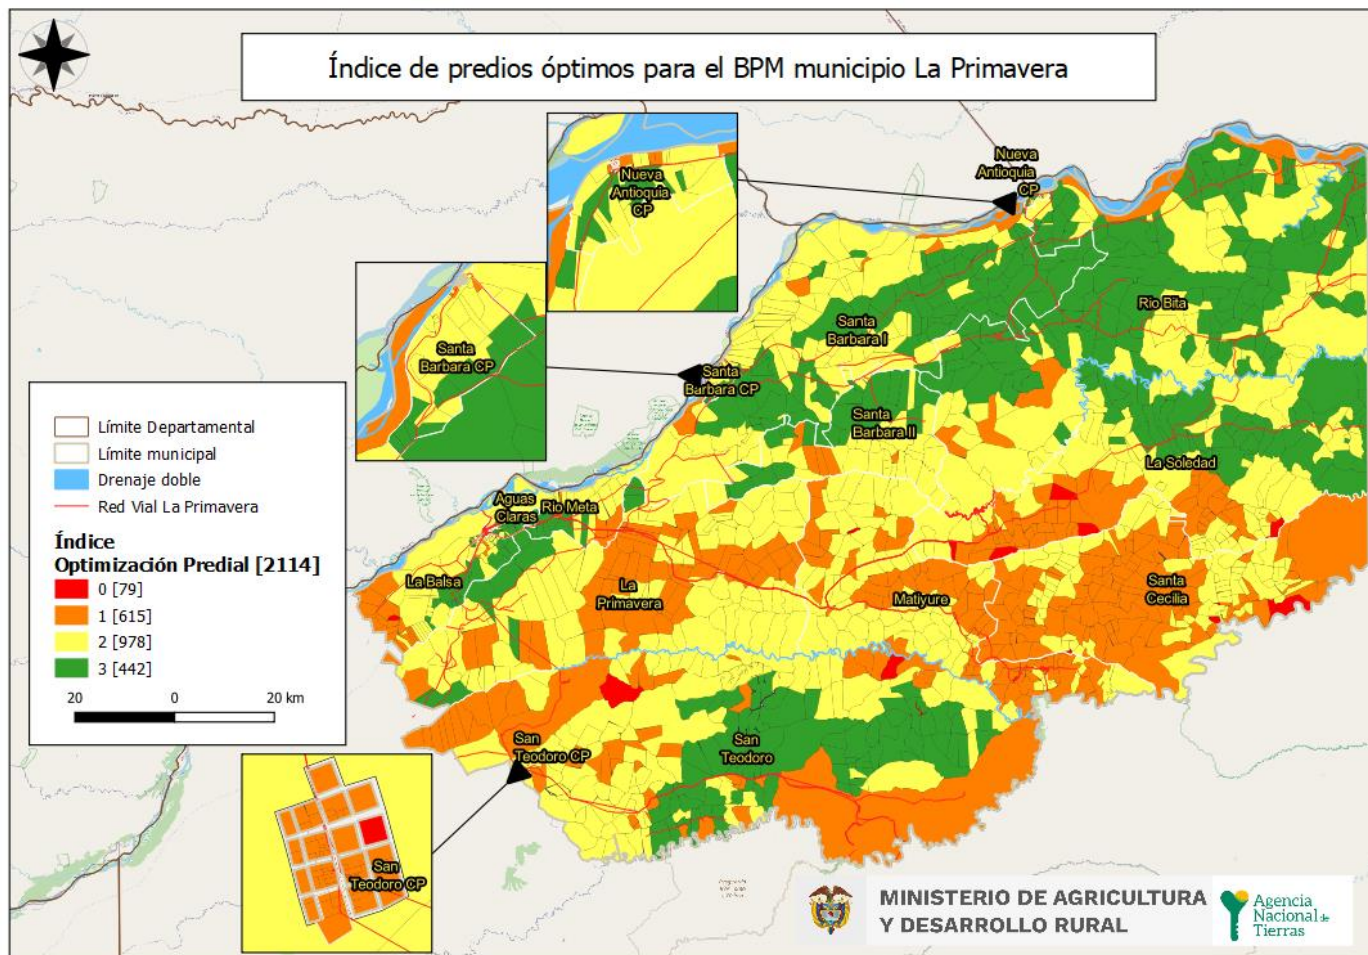 Índice de predios óptimos para el BPM municipio La Primavera
Nueva
Antioquia
CP
Nueva
Antioquia
CP
Rio Bita
Santa
Barbara I
Santa
Barbara CP
Santa
Barbara CP
Santa
Barbara II
La Soledad
Aguas
Claras
Rio Meta
La Balsa
La
Primavera
Matiyure
Santa
Cecilia
San
Teodoro CP
San
Teodoro
San
Teodoro CP
Límite Departamental
Límite municipal
Drenaje doble
Red Vial La Primavera
Índice
Optimización Predial [2114]
0 [79]
1 [615]
2 [978]
3 [442]
20 0 20 km
MINISTERIO DE AGRICULTURA
Y DESARROLLO RURAL
Agencia
Nacional de
Tierras